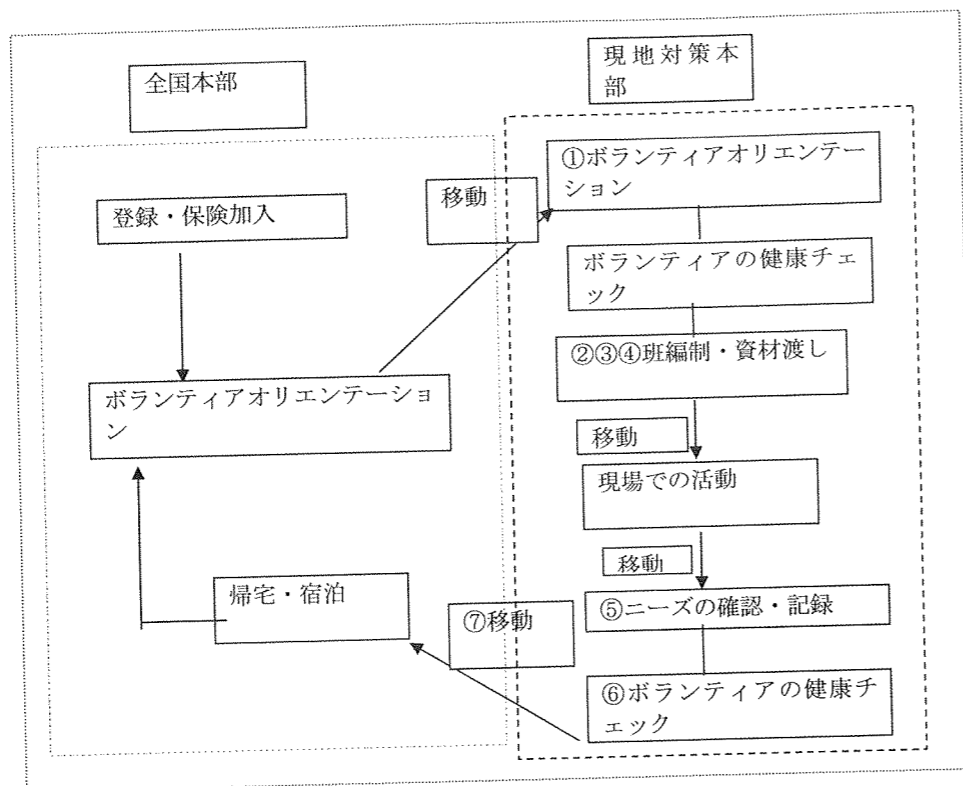 全国本部
現地対策本
部
登録・保険加入
ボランティアオリエンテーショ
ン
帰宅・宿泊
移動
①ボランティアオリエンテー
ション
ボランティアの健康チェ
ック
②③④班編制・資材渡し
移動
現場での活動
移動
⑤ニーズの確認・記録
⑥ボランティアの健康チ
ェック
⑦移動